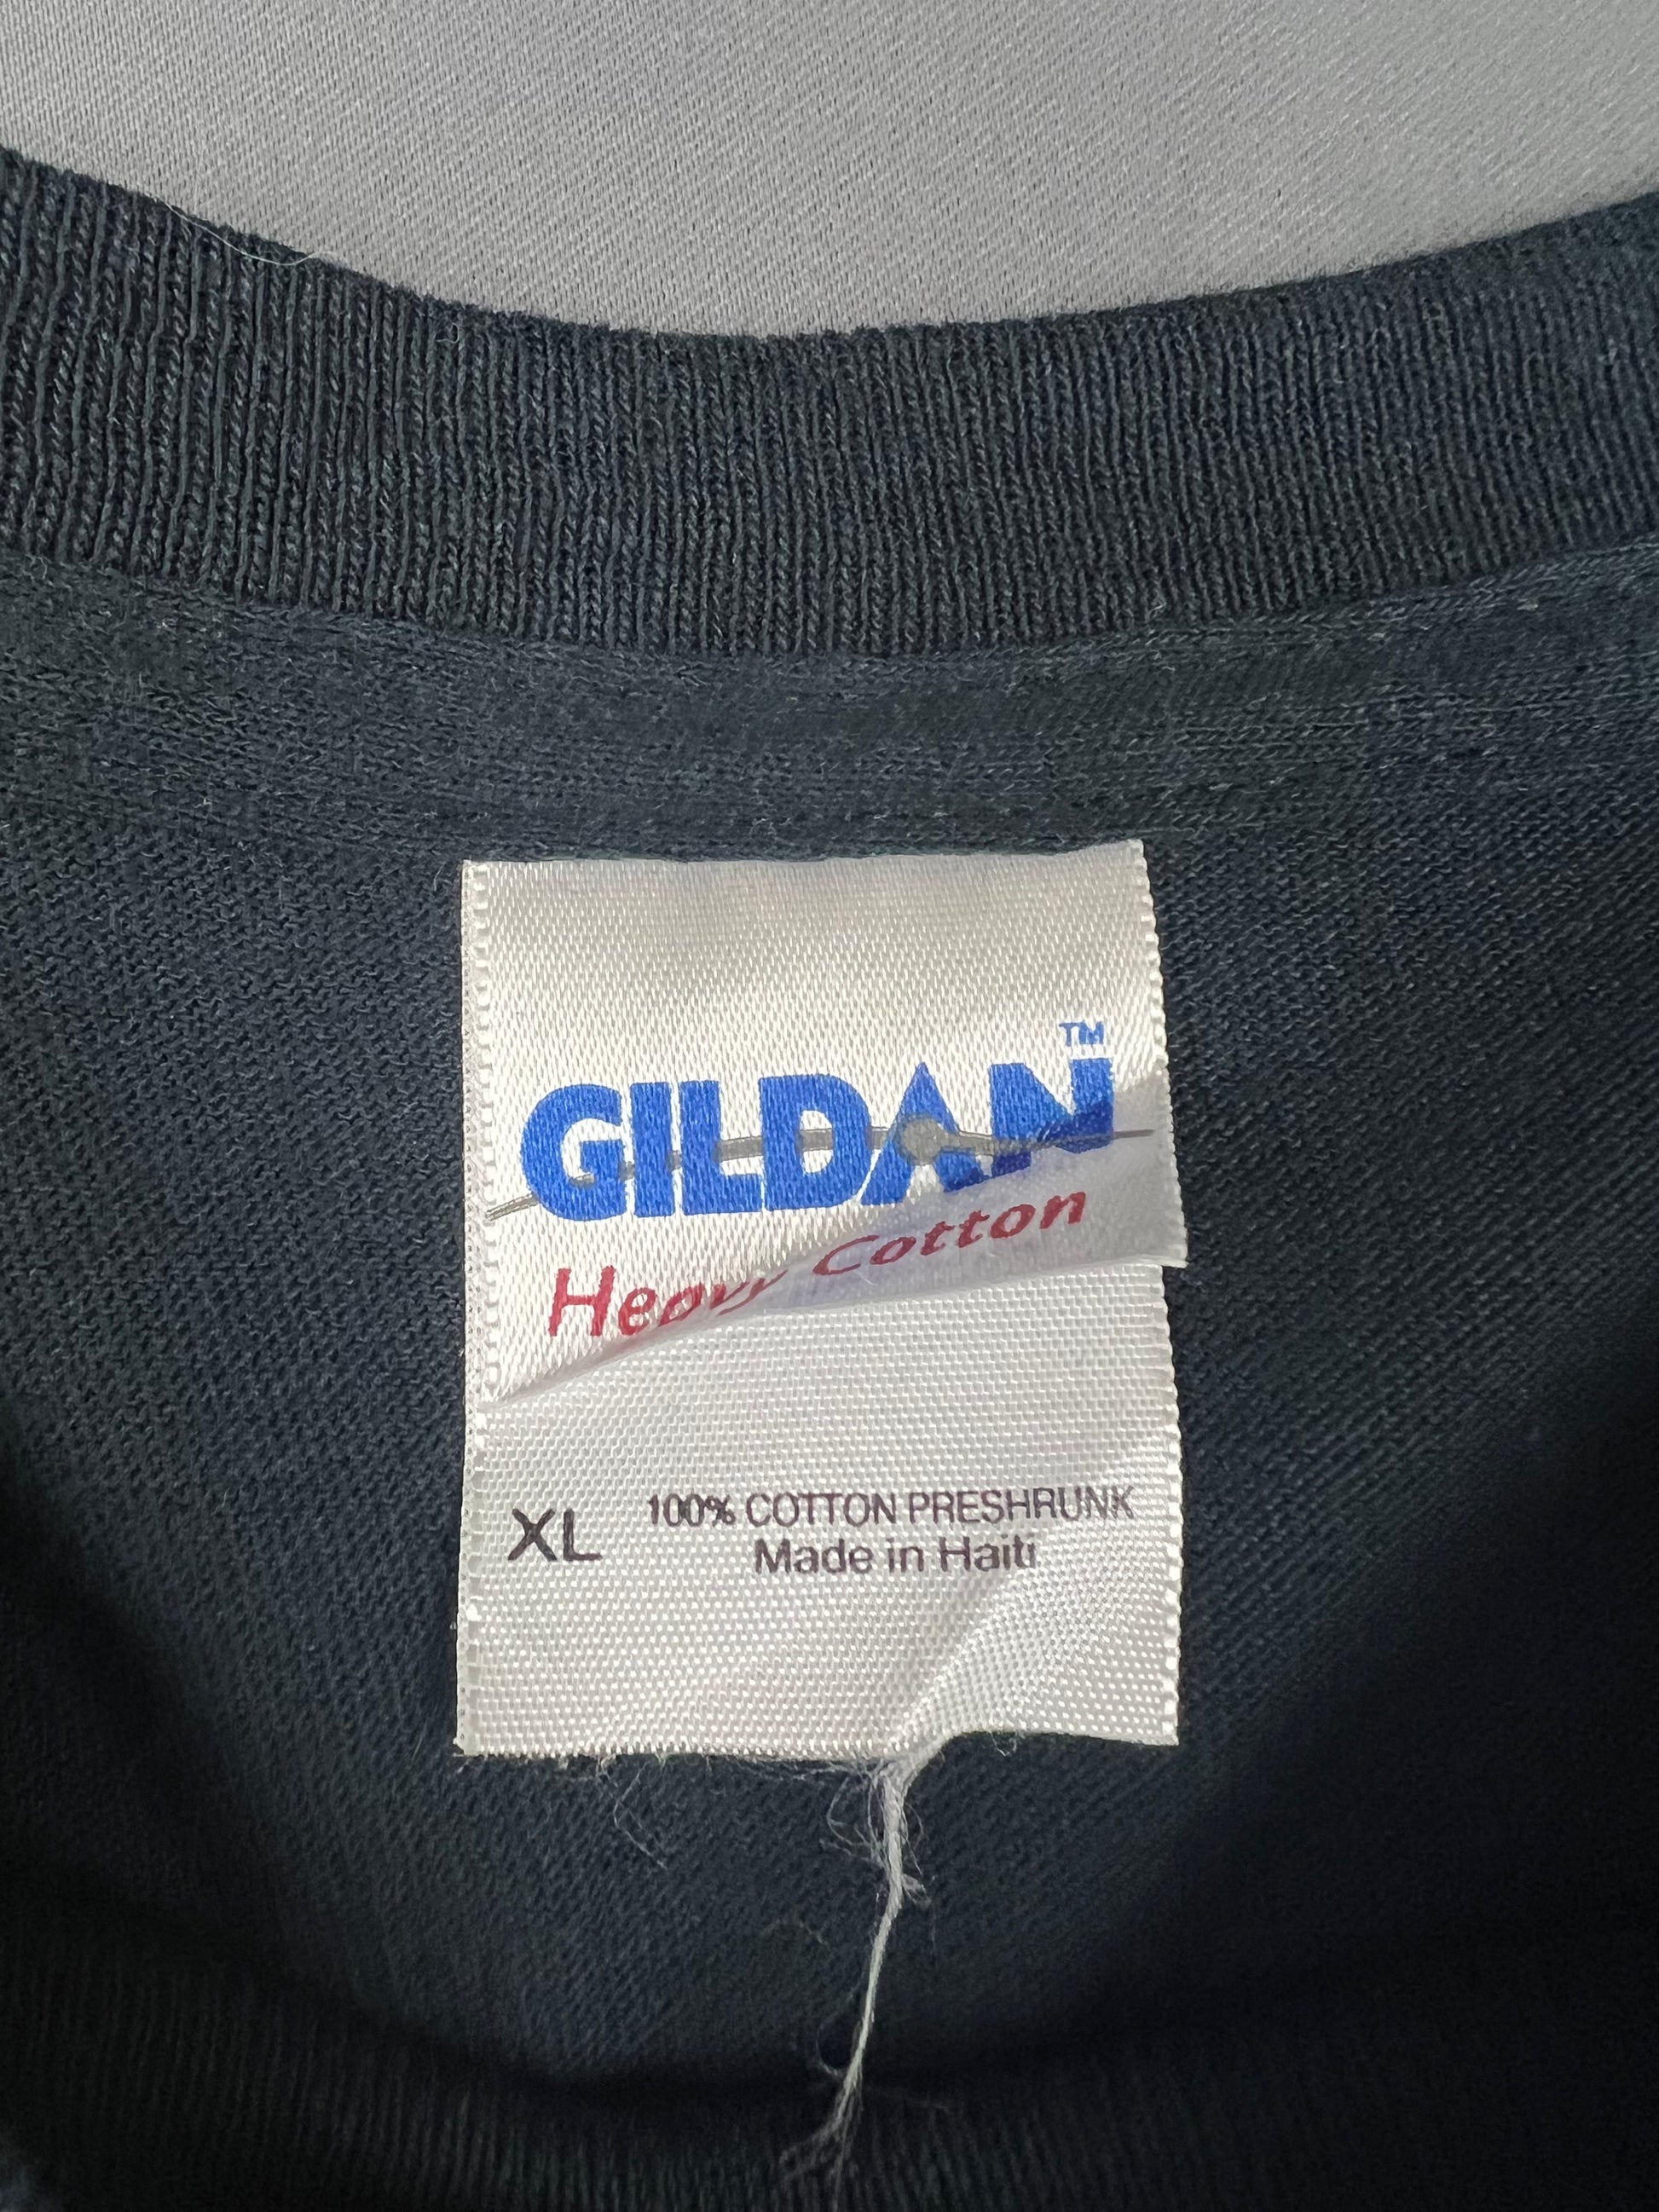 GILDAN™
Heavy Cotton
XL 100% COTTON PRESHRUNK
Made in Haiti